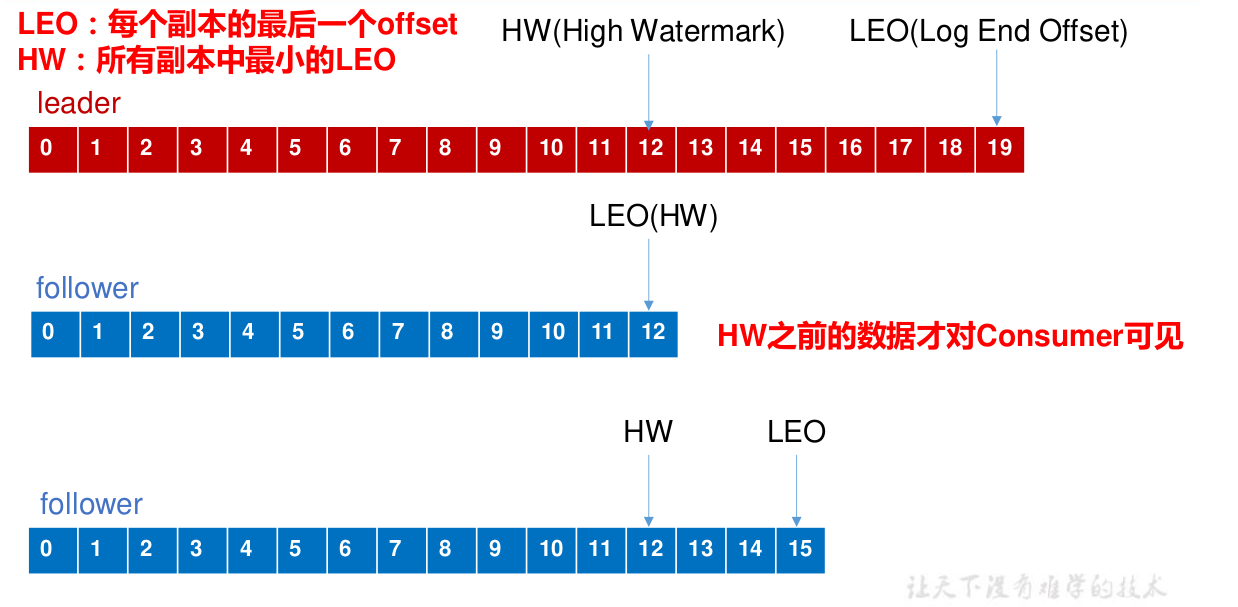 LEO：每个副本的最后一个offset
HW：所有副本中最小的LEO
HW(High Watermark)
LEO(Log End Offset)
leader
0 1 2 3 4 5 6 7 8 9 10 11 12 13 14 15 16 17 18 19
LEO(HW)
follower
0 1 2 3 4 5 6 7 8 9 10 11 12
HW之前的数据才对Consumer可见
HW
LEO
follower
0 1 2 3 4 5 6 7 8 9 10 11 12 13 14 15
让天下没有难学的技术